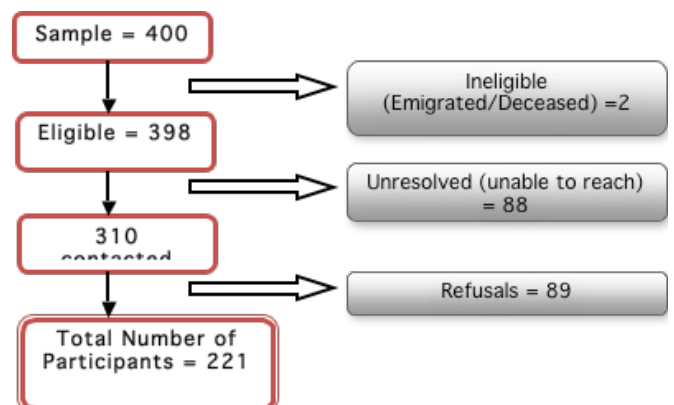 Sample = 400
Ineligible
(Emigrated/Deceased) =2
Eligible = 398
Unresolved (unable to reach)
= 88
310
contacted
Refusals = 89
Total Number of
Participants = 221